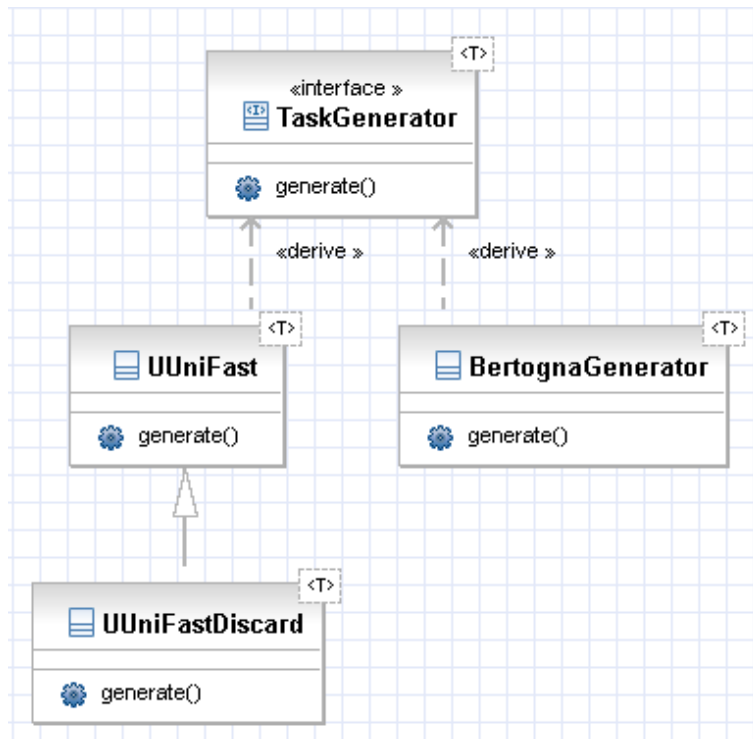 <T>
«interface »
TaskGenerator
generate()
«derive »
«derive »
<T>
UUniFast
generate()
<T>
BertognaGenerator
generate()
<T>
UUniFastDiscard
generate()